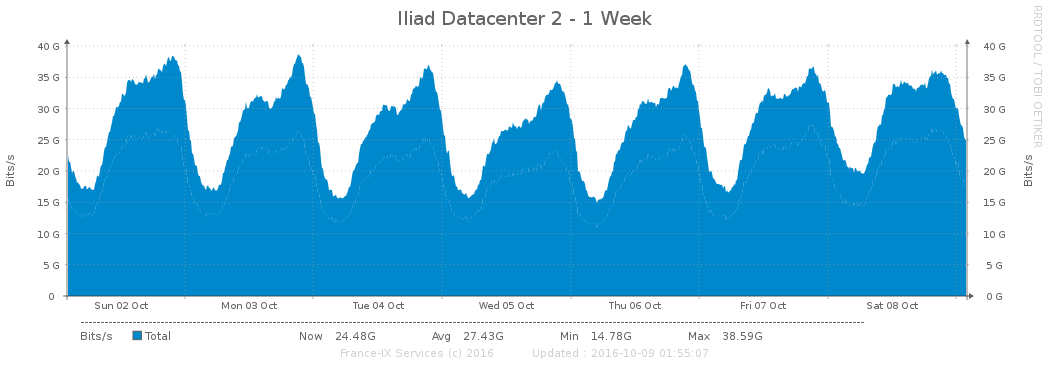 Iliad Datacenter 2 - 1 Week
RRDTOOL / TOBI OETIKER
40 G 40 G
35 G 35 G
30 G 30 G
25 G 25 G
20 G 20 G
15 G 15 G
10 G 10 G
5 G 5 G
0 0 G
Bits/s Bits/s
Sun 02 Oct Mon 03 Oct Tue 04 Oct Wed 05 Oct Thu 06 Oct Fri 07 Oct Sat 08 Oct
Bits/s Total Now 24.48G Avg 27.43G Min 14.78G Max 38.59G
France-IX Services (c) 2016 Updated : 2016-10-09 01:55:07